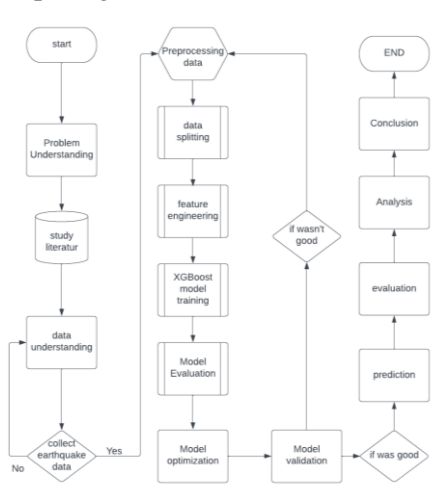 start
Problem
Understanding
study
literatur
data
understanding
collect
earthquake
data
No
Yes
Preprocessing
data
data
splitting
feature
engineering
XGBoost
model
training
Model
Evaluation
Model
optimization
Model
validation
if wasn't
good
if was good
prediction
evaluation
Analysis
Conclusion
END